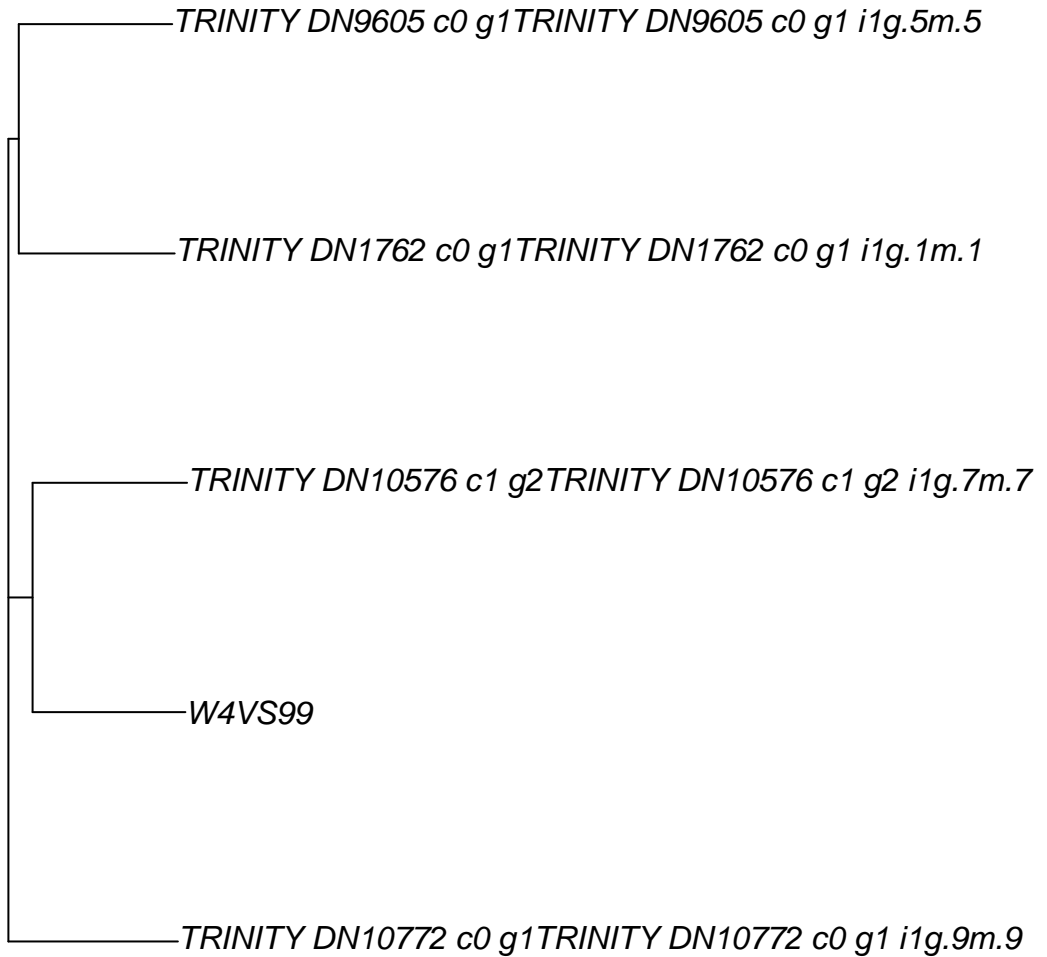 TRINITY DN9605 c0 g1TRINITY DN9605 c0 g1 i1g.5m.5
TRINITY DN1762 c0 g1TRINITY DN1762 c0 g1 i1g.1m.1
TRINITY DN10576 c1 g2TRINITY DN10576 c1 g2 i1g.7m.7
W4VS99
TRINITY DN10772 c0 g1TRINITY DN10772 c0 g1 i1g.9m.9